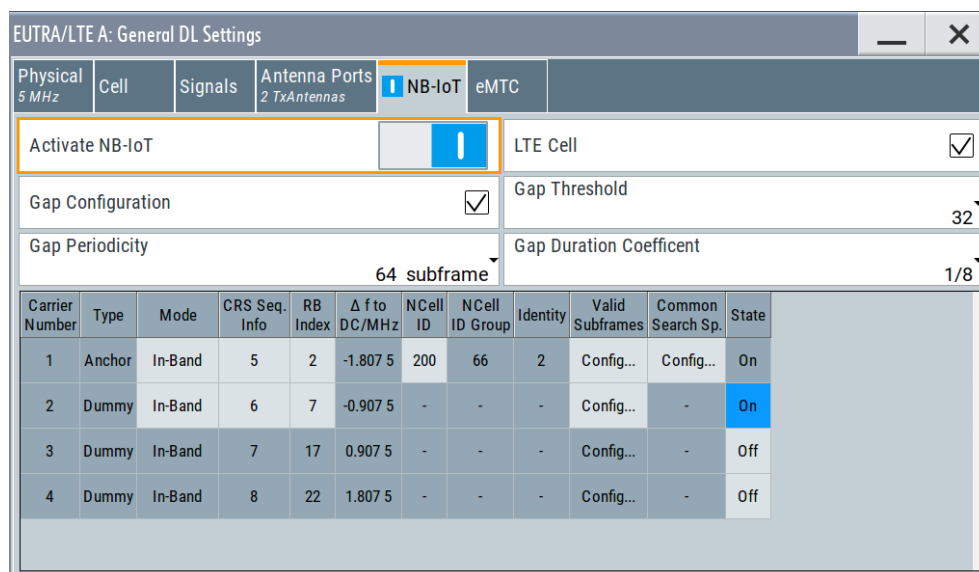 EUTRA/LTE A: General DL Settings
Physical
5 MHz
Cell
Signals
Antenna Ports
2 TxAntennas
NB-IoT
eMTC
Activate NB-IoT
LTE Cell
Gap Configuration
Gap Threshold
32
Gap Periodicity
64 subframe
Gap Duration Coefficent
1/8
Carrier Number Type Mode CRS Seq. Info RB Index Δ f to DC/MHz NCell ID NCell ID Group Identity Valid Subframes Common Search Sp. State
1 Anchor In-Band 5 2 -1.807 5 200 66 2 Config... Config... On
2 Dummy In-Band 6 7 -0.907 5 - - - Config... - On
3 Dummy In-Band 7 17 0.907 5 - - - Config... - Off
4 Dummy In-Band 8 22 1.807 5 - - - Config... - Off